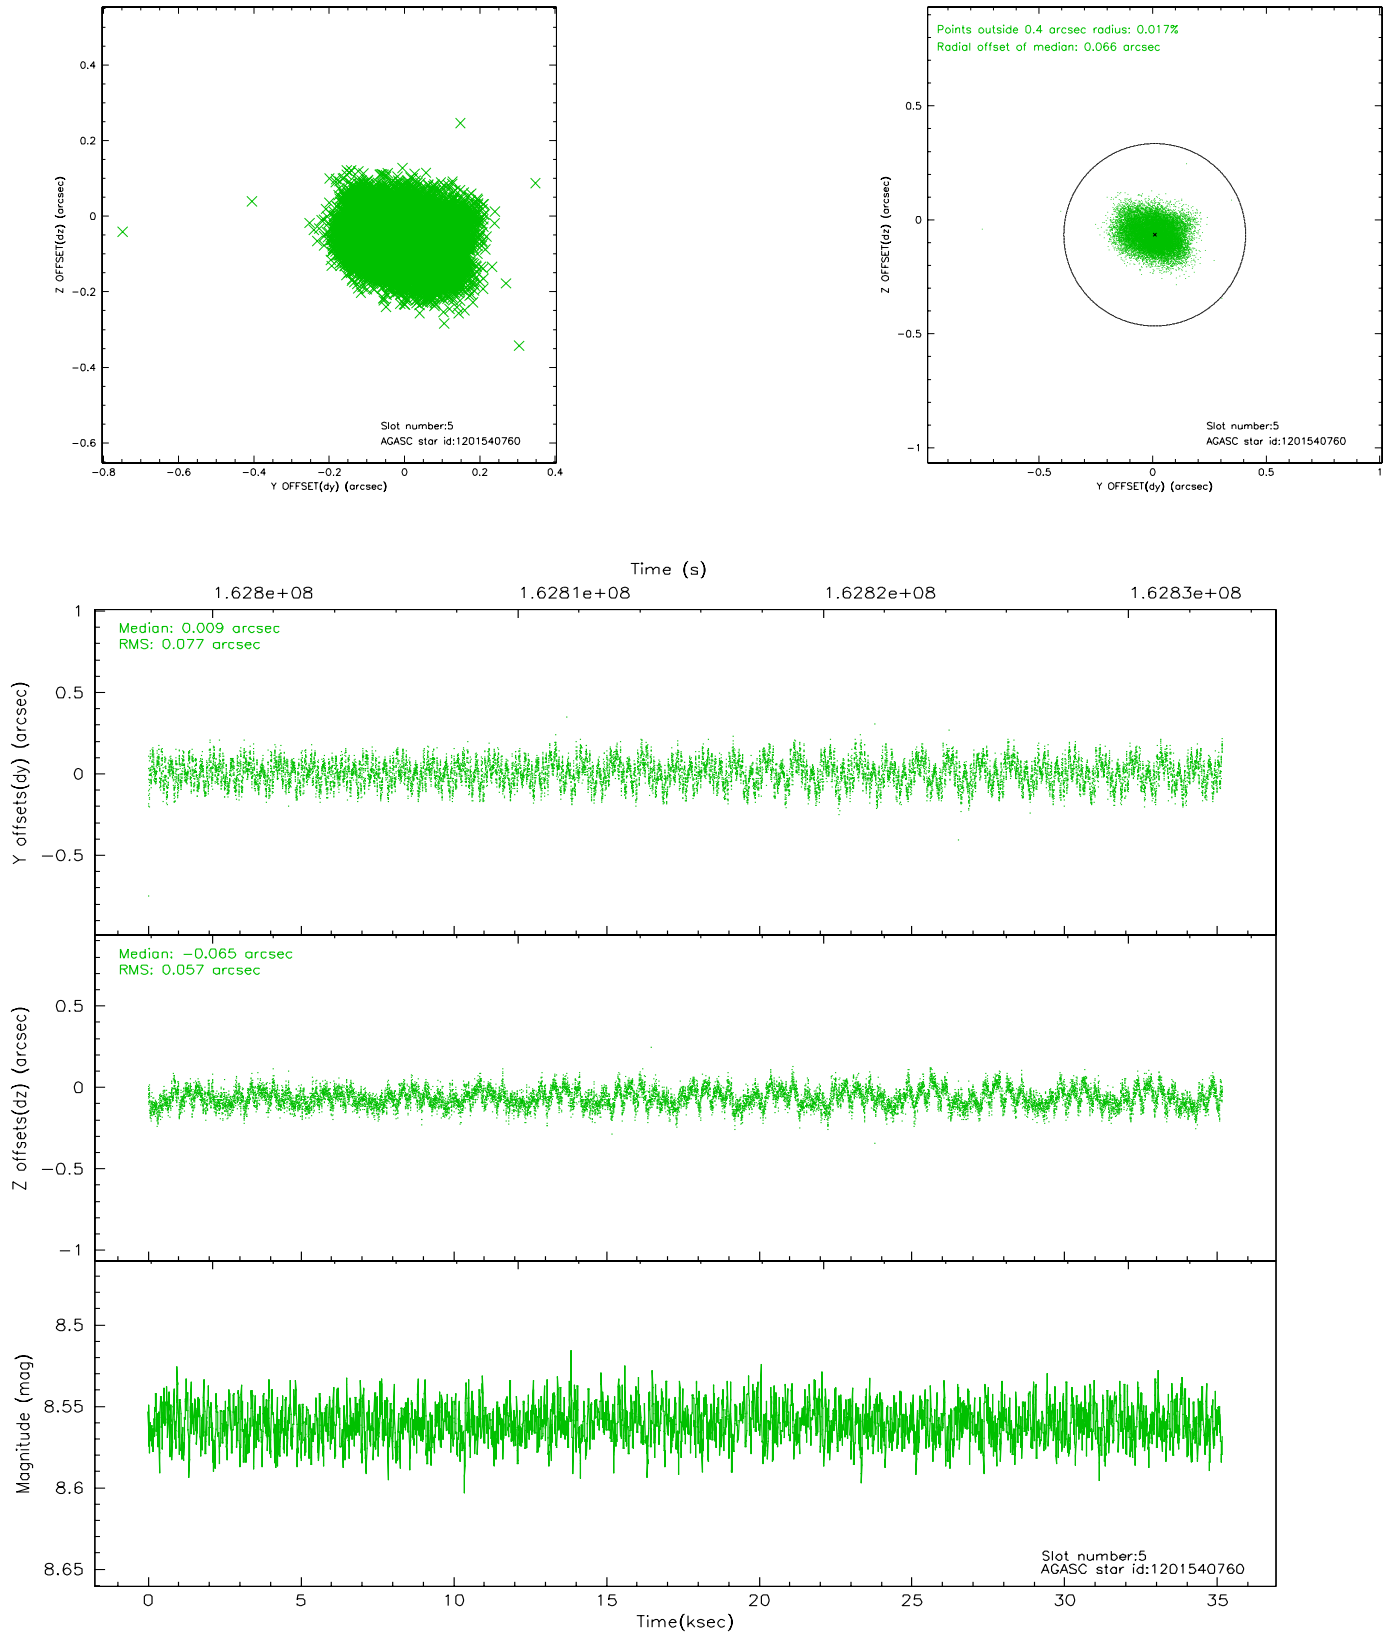 0.4
0.2
0
−0.2
−0.4
−0.6
Z OFFSET(dz) (arcsec)
Slot number:5
AGASC star id:1201540760
−0.8
−0.6
−0.4
−0.2
0
0.2
0.4
Y OFFSET(dy) (arcsec)
Points outside 0.4 arcsec radius: 0.017%
Radial offset of median: 0.066 arcsec
0.5
0
−0.5
−1
Z OFFSET(dz) (arcsec)
Slot number:5
AGASC star id:1201540760
−0.5
0
0.5
1
Y OFFSET(dy) (arcsec)
Time (s)
1.628e+08
1.6281e+08
1.6282e+08
1.6283e+08
Median: 0.009 arcsec
RMS: 0.077 arcsec
1
0.5
0
−0.5
Y offsets(dy) (arcsec)
Median: −0.065 arcsec
RMS: 0.057 arcsec
0.5
0
−0.5
−1
Z offsets(dz) (arcsec)
8.5
8.55
8.6
8.65
Magnitude (mag)
Slot number:5
AGASC star id:1201540760
0
5
10
15
20
25
30
35
Time(ksec)